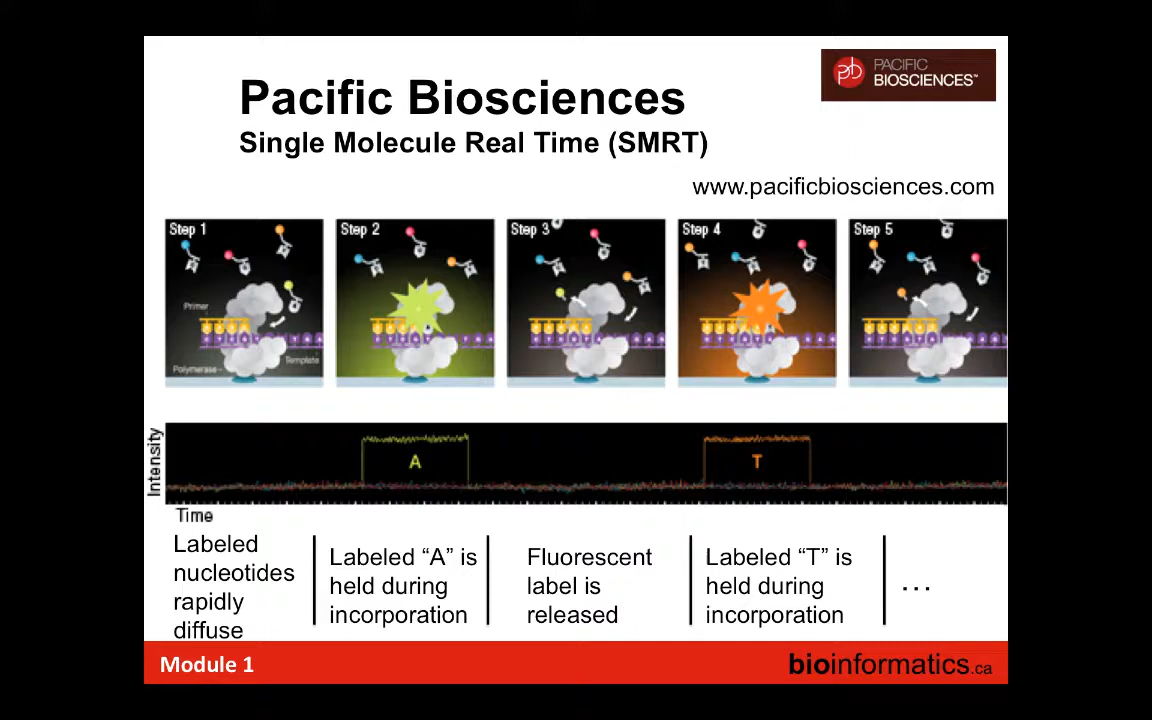 Pacific Biosciences
PACIFIC
BIOSCIENCES™
Single Molecule Real Time (SMRT)
www.pacificbiosciences.com
Step 1
Step 2
Step 3
Step 4
Step 5
Primer
Template
Polymerase
Intensity
A
T
Time
Labeled
nucleotides
rapidly
diffuse
Labeled “A” is
held during
incorporation
Fluorescent
label is
released
Labeled “T” is
held during
incorporation
...
Module 1
bioinformatics.ca